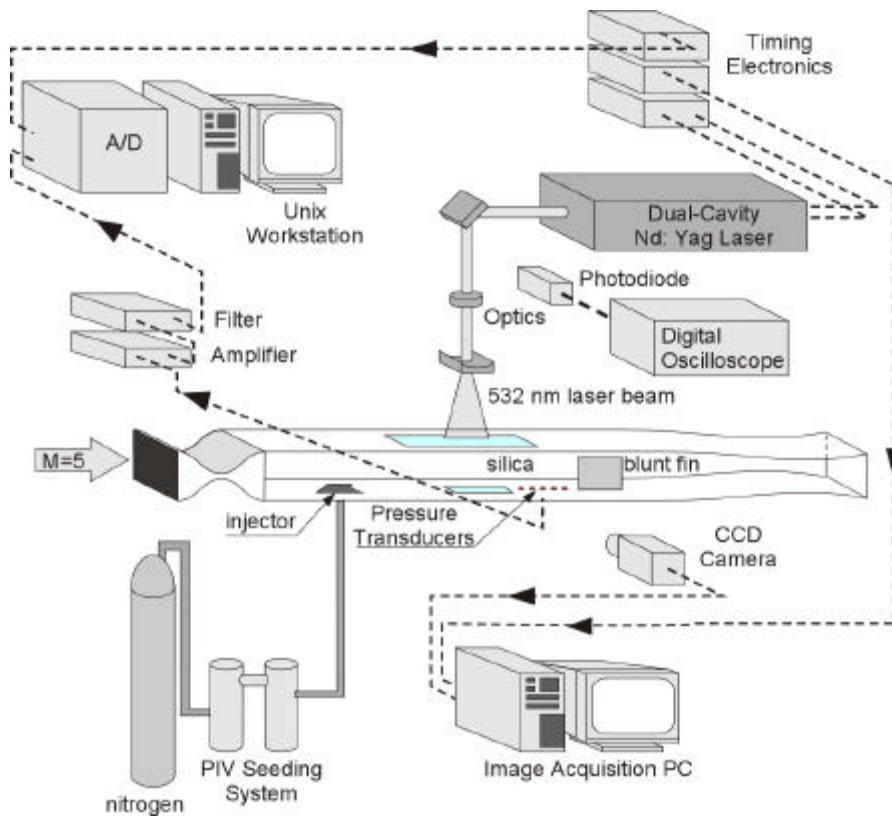 Timing
Electronics
A/D
Unix
Workstation
Dual-Cavity
Nd: Yag Laser
Photodiode
Optics
Digital
Oscilloscope
Filter
Amplifier
532 nm laser beam
M=5
silica
blunt fin
injector
Pressure
Transducers
CCD
Camera
PIV Seeding
System
nitrogen
Image Acquisition PC